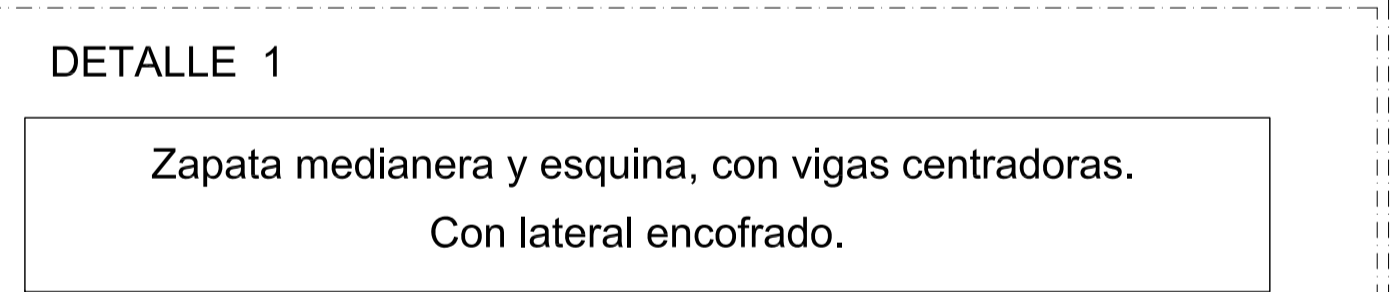 DETALLE 1
Zapata medianera y esquina, con vigas centradoras.
Con lateral encofrado.